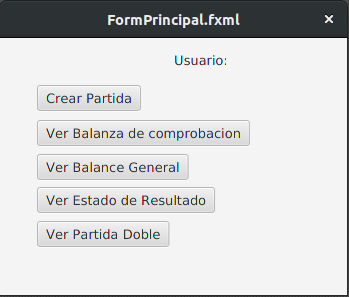 FormPrincipal.fxml
Usuario:
Crear Partida
Ver Balanza de comprobacion
Ver Balance General
Ver Estado de Resultado
Ver Partida Doble